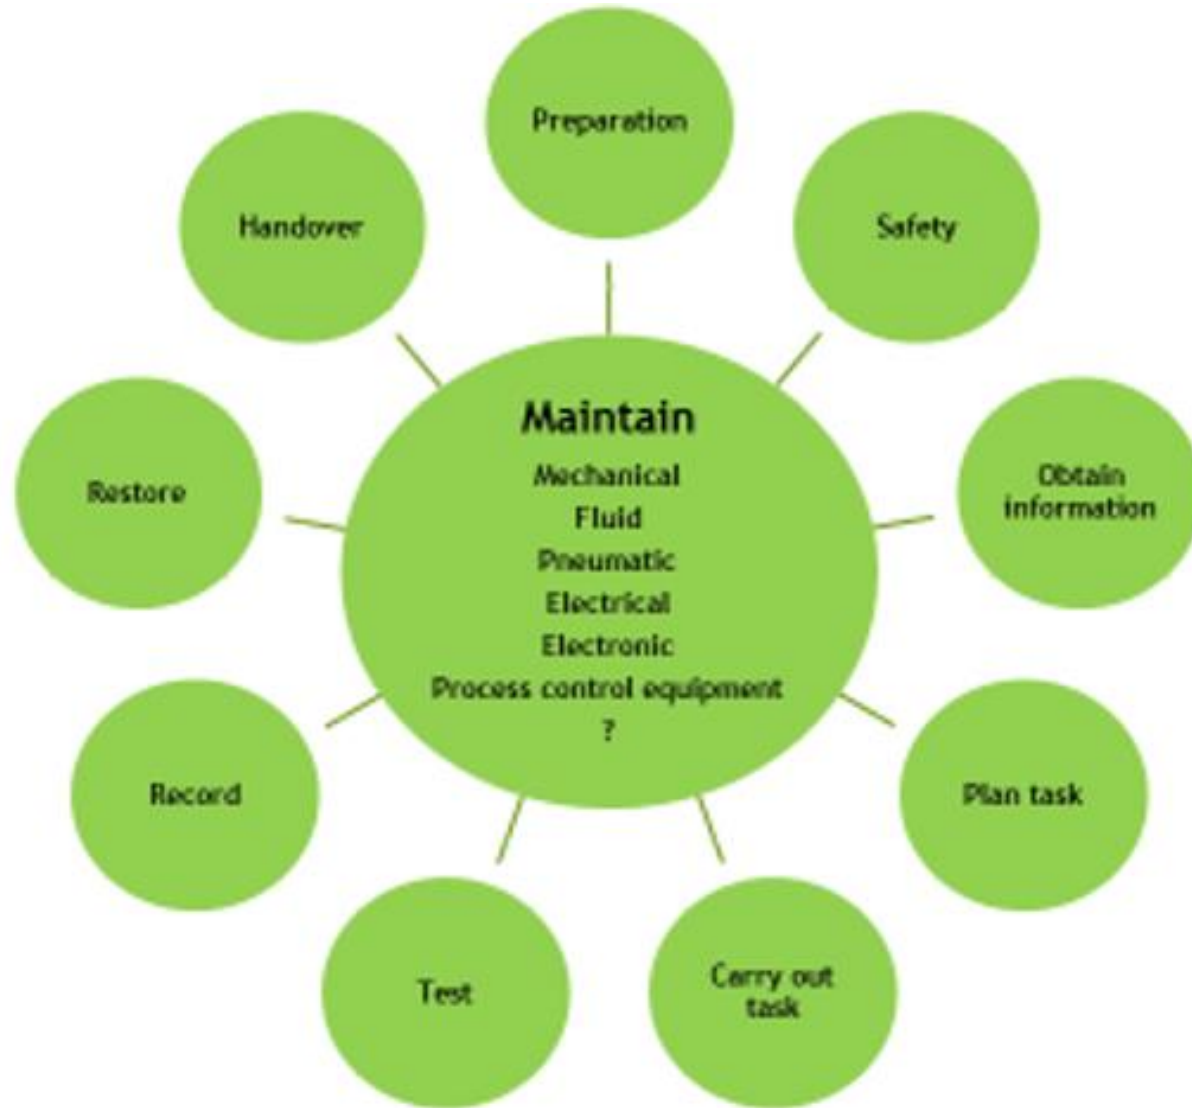 Preparation
Safety
Obtain
information
Plan task
Carry out
task
Test
Record
Restore
Handover
Maintain
Mechanical
Fluid
Pneumatic
Electrical
Electronic
Process control equipment
?